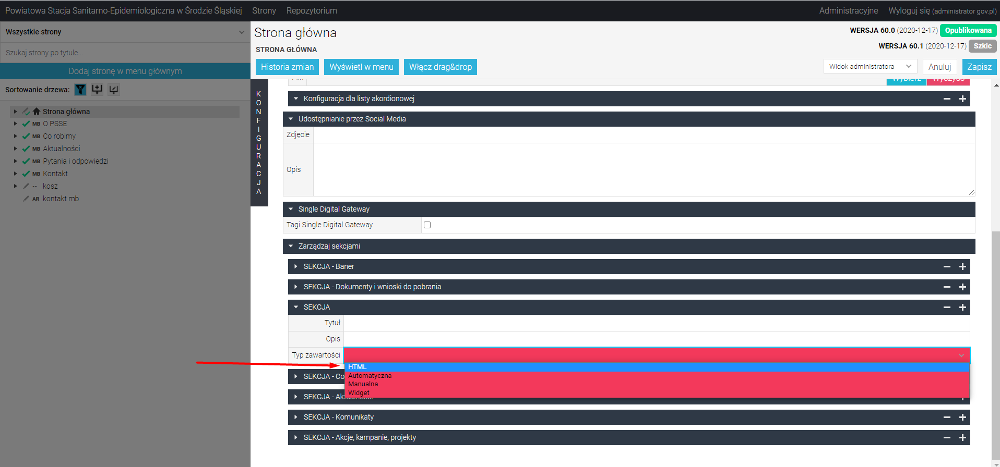 Powiatowa Stacja Sanitarno-Epidemiologiczna w Środzie Śląskiej Strony Repozytorium Administracyjne Wyloguj się (administrator gov.pl)
Wszystkie strony
Szukaj strony po tytule...
Dodaj stronę w menu głównym
Sortowanie drzewa:
Strona główna
MB O PSSE
MB Co robimy
MB Aktualności
MB Pytania i odpowiedzi
MB Kontakt
-- kosz
AR kontakt mb
Strona główna
STRONA GŁÓWNA
WERSJA 60.0 (2020-12-17) Opublikowana
WERSJA 60.1 (2020-12-17) Szkic
Historia zmian Wyświetl w menu Włącz drag&drop Widok administratora Anuluj Zapisz
KONFIGURACJA
Konfiguracja dla listy akordionowej
Udostępnianie przez Social Media
Zdjęcie
Opis
Single Digital Gateway
Tagi Single Digital Gateway
Zarządzaj sekcjami
SEKCJA - Baner
SEKCJA - Dokumenty i wnioski do pobrania
SEKCJA
Tytuł
Opis
Typ zawartości
HTML
Automatyczna
Manualna
Widget
SEKCJA - Co
SEKCJA - Aktualności
SEKCJA - Komunikaty
SEKCJA - Akcje, kampanie, projekty